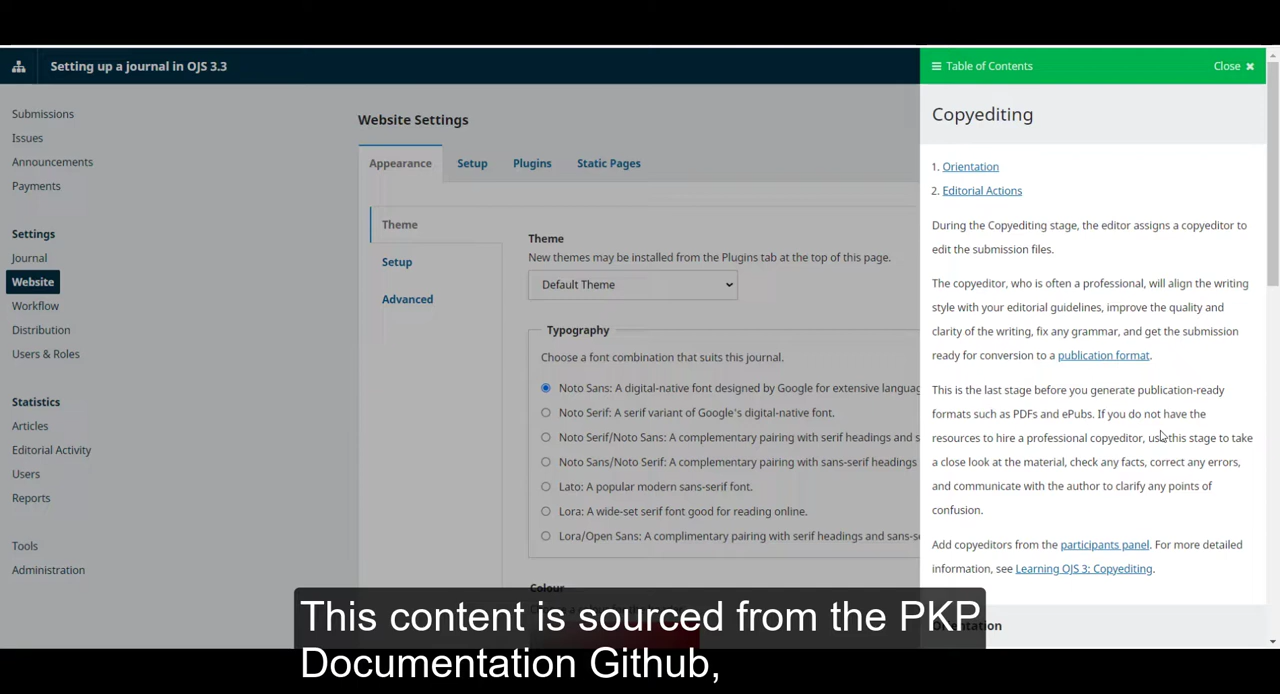 Setting up a journal in OJS 3.3
Submissions
Issues
Announcements
Payments
Settings
Journal
Website
Workflow
Distribution
Users & Roles
Statistics
Articles
Editorial Activity
Users
Reports
Tools
Administration
Website Settings
Appearance
Setup
Plugins
Static Pages
Theme
Setup
Advanced
Theme
New themes may be installed from the Plugins tab at the top of this page.
Default Theme
Typography
Choose a font combination that suits this journal.
Noto Sans: A digital-native font designed by Google for extensive languag
Noto Serif: A serif variant of Google's digital-native font.
Noto Serif/Noto Sans: A complementary pairing with serif headings and s
Noto Sans/Noto Serif: A complementary pairing with sans-serif headings
Lato: A popular modern sans-serif font.
Lora: A wide-set serif font good for reading online.
Lora/Open Sans: A complimentary pairing with serif headings and sans-se
Colour
Table of Contents
Close
Copyediting
1. Orientation
2. Editorial Actions
During the Copyediting stage, the editor assigns a copyeditor to
edit the submission files.
The copyeditor, who is often a professional, will align the writing
style with your editorial guidelines, improve the quality and
clarity of the writing, fix any grammar, and get the submission
ready for conversion to a publication format.
This is the last stage before you generate publication-ready
formats such as PDFs and ePubs. If you do not have the
resources to hire a professional copyeditor, use this stage to take
a close look at the material, check any facts, correct any errors,
and communicate with the author to clarify any points of
confusion.
Add copyeditors from the participants panel. For more detailed
information, see Learning OJS 3: Copyediting.
Orientation
This content is sourced from the PKP
Documentation Github,